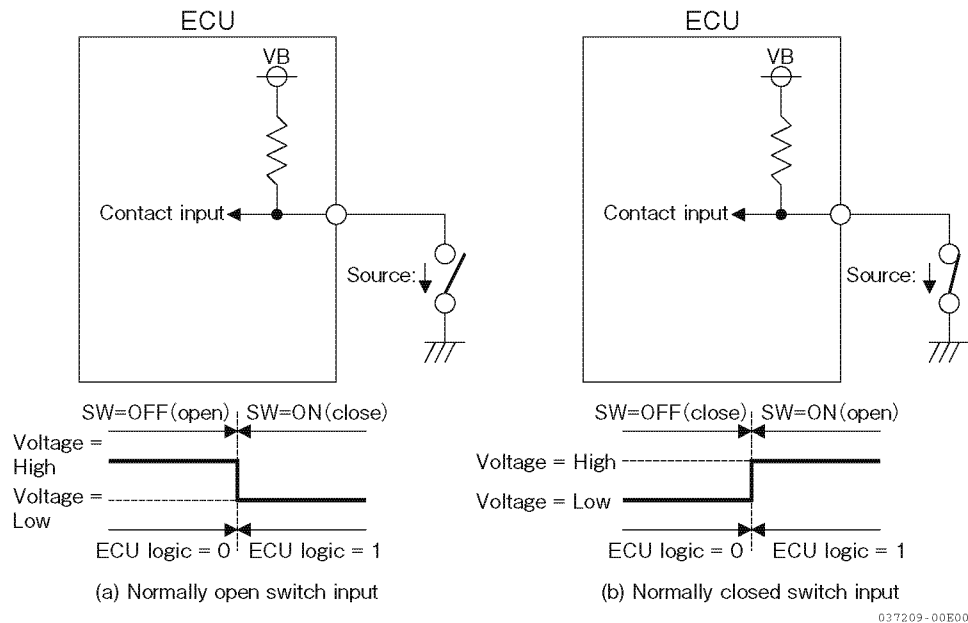 ECU
VB
Contact input
Source:
SW=OFF(open) SW=ON(close)
Voltage =
High
Voltage =
Low
ECU logic = 0 ECU logic = 1
(a) Normally open switch input
ECU
VB
Contact input
Source:
SW=OFF(close) SW=ON(open)
Voltage = High
Voltage = Low
ECU logic = 0 ECU logic = 1
(b) Normally closed switch input
037209-00E00